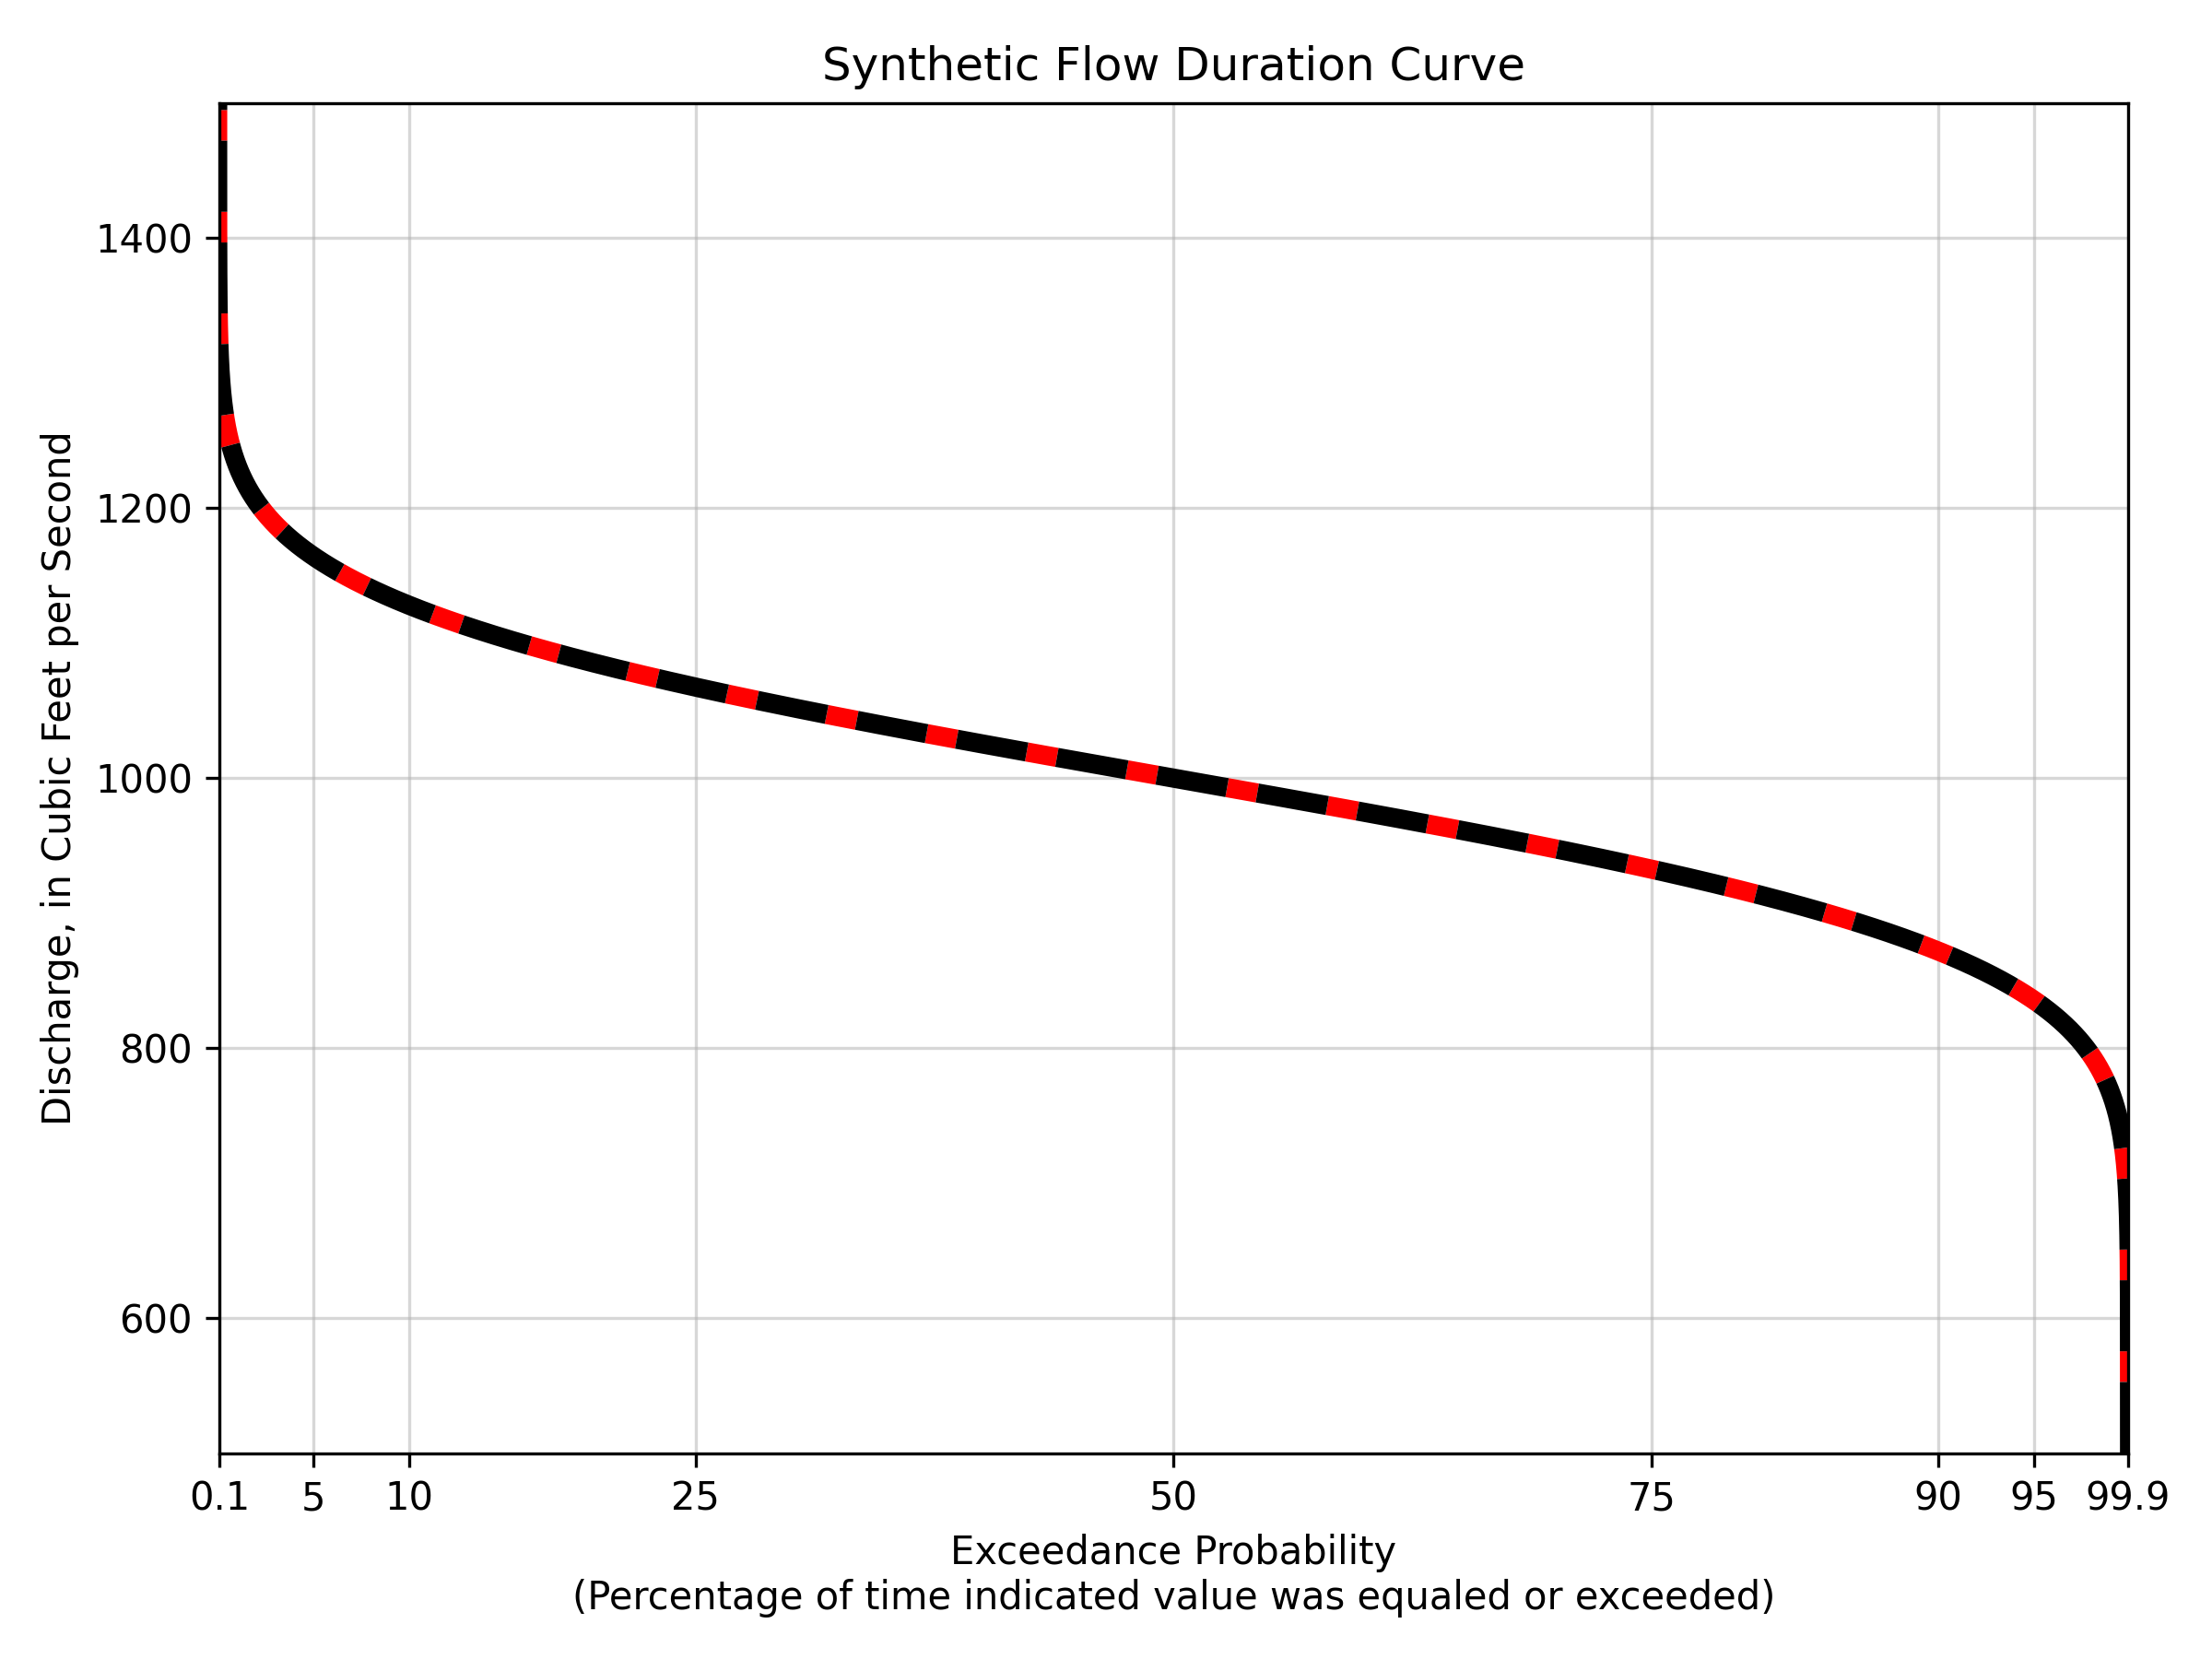 Synthetic Flow Duration Curve
Discharge, in Cubic Feet per Second
1400
1200
1000
800
600
0.1 5 10 25 50 75 90 95 99.9
Exceedance Probability
(Percentage of time indicated value was equaled or exceeded)